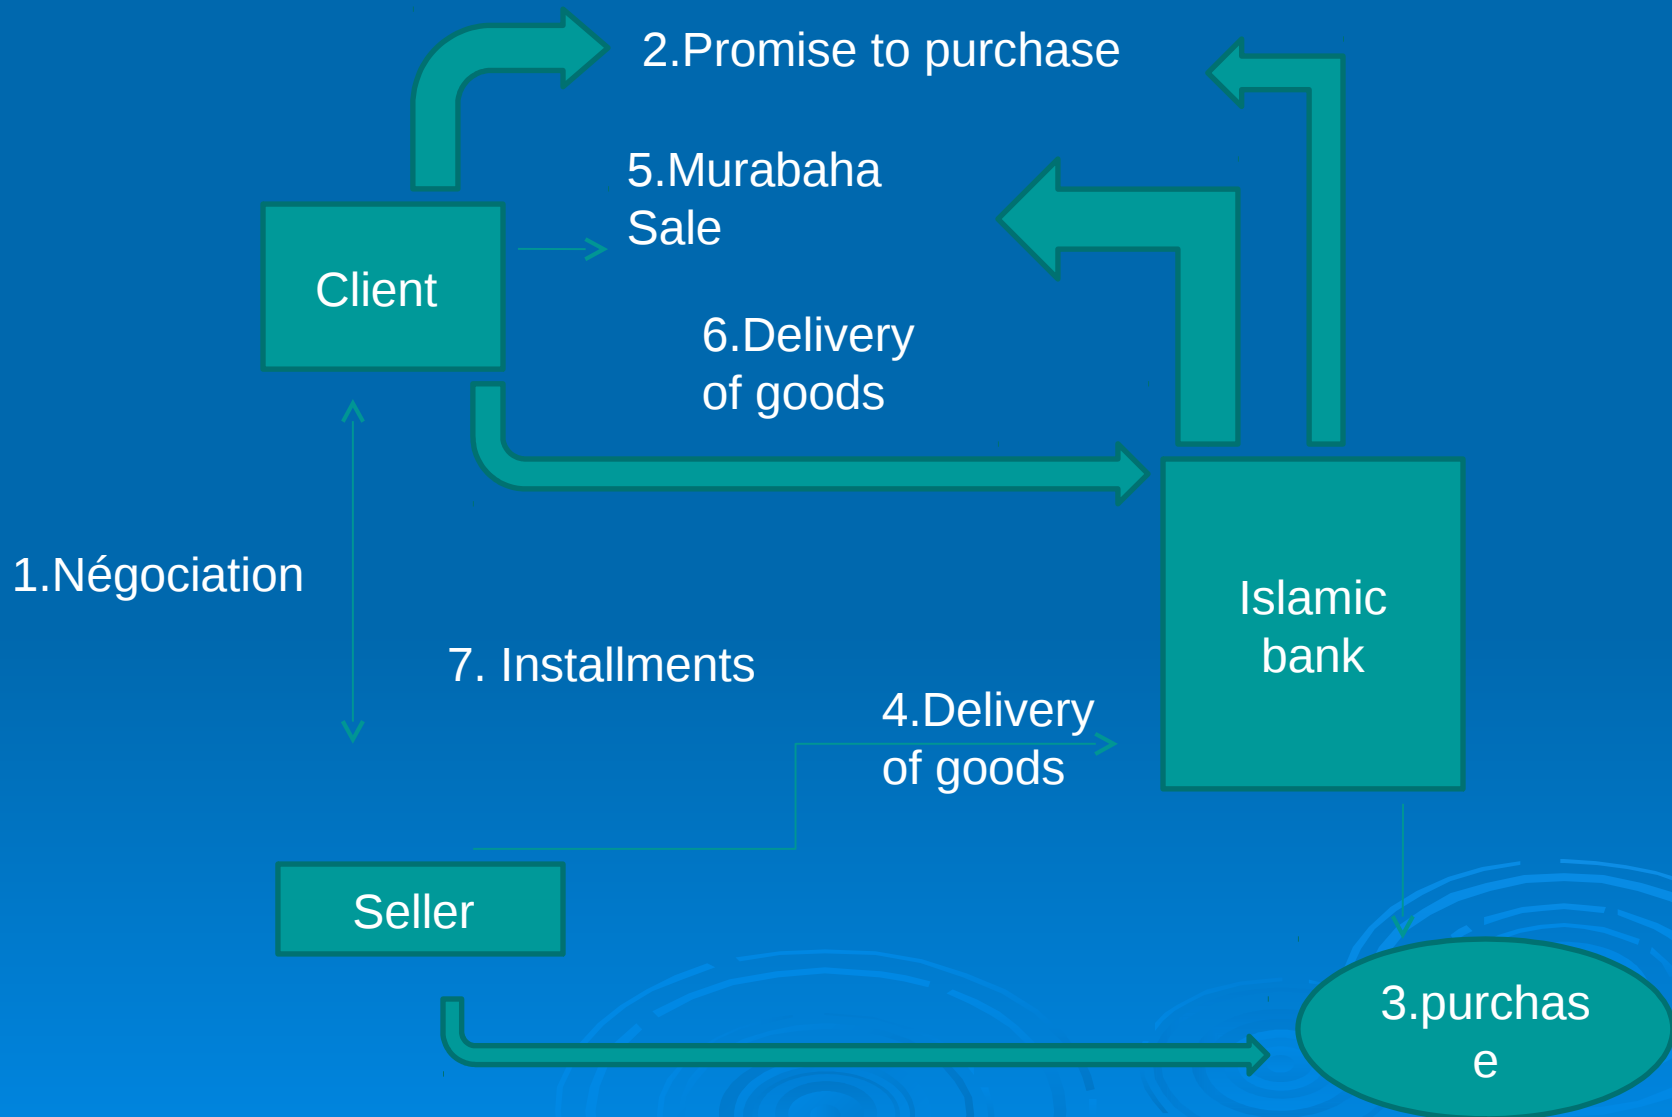 2.Promise to purchase
5.Murabaha
Sale
Client
6.Delivery
of goods
1.Négociation
Islamic
bank
7. Installments
4.Delivery
of goods
Seller
3.purchas
e